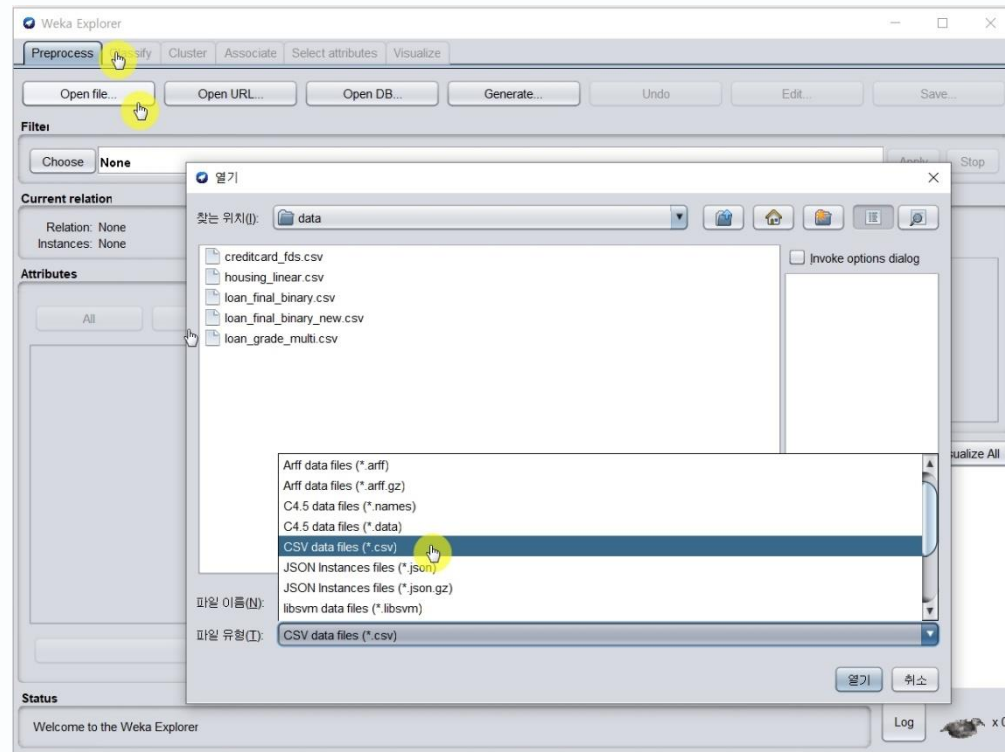 Weka Explorer
Preprocess Classify Cluster Associate Select attributes Visualize
Open file... Open URL... Open DB... Generate... Undo Edit... Save...
Filter
Choose None Apply Stop
Current relation
Relation: None
Instances: None
Attributes
All
열기
찾는 위치(I): data
creditcard_fds.csv
housing_linear.csv
loan_final_binary.csv
loan_final_binary_new.csv
loan_grade_multi.csv
Invoke options dialog
Arff data files (*.arff)
Arff data files (*.arff.gz)
C4.5 data files (*.names)
C4.5 data files (*.data)
CSV data files (*.csv)
JSON Instances files (*.json)
JSON Instances files (*.json.gz)
libsvm data files (*.libsvm)
파일 이름(N):
파일 유형(T): CSV data files (*.csv)
열기 취소
ualize All
Status
Welcome to the Weka Explorer
Log x 0